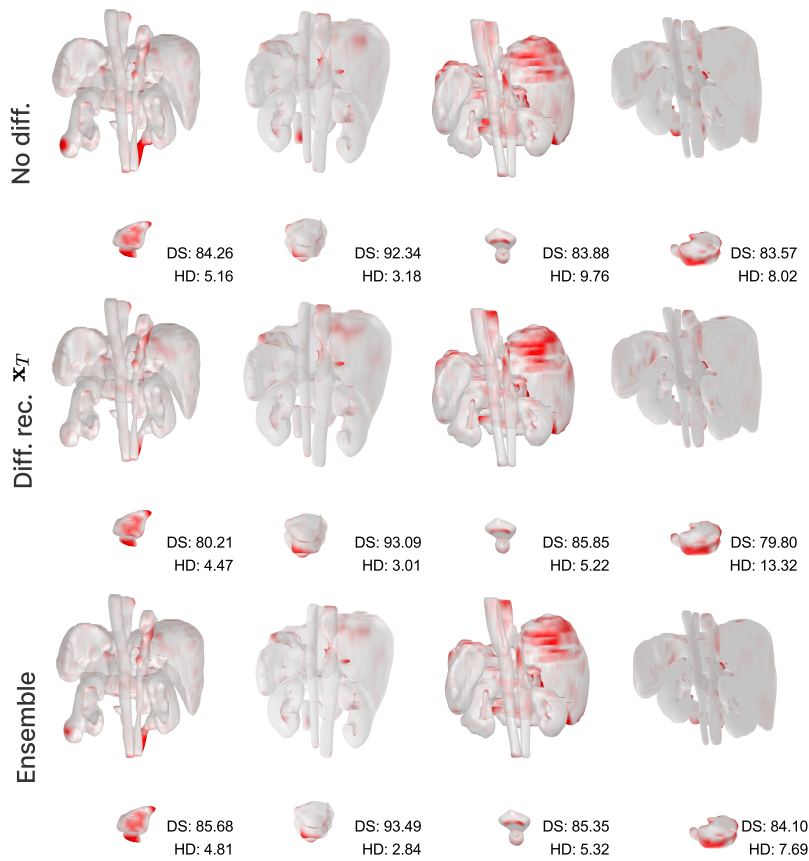 No diff.
DS: 84.26
HD: 5.16
DS: 92.34
HD: 3.18
DS: 83.88
HD: 9.76
DS: 83.57
HD: 8.02
Diff. rec. x_T
DS: 80.21
HD: 4.47
DS: 93.09
HD: 3.01
DS: 85.85
HD: 5.22
DS: 79.80
HD: 13.32
Ensemble
DS: 85.68
HD: 4.81
DS: 93.49
HD: 2.84
DS: 85.35
HD: 5.32
DS: 84.10
HD: 7.69